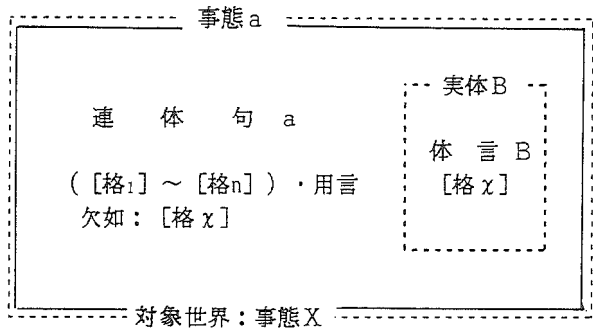 事態a
実体B
連 体 句 a
体 言 B
([格1] ~ [格n]) ・用言
[格χ]
欠如: [格χ]
対象世界:事態X